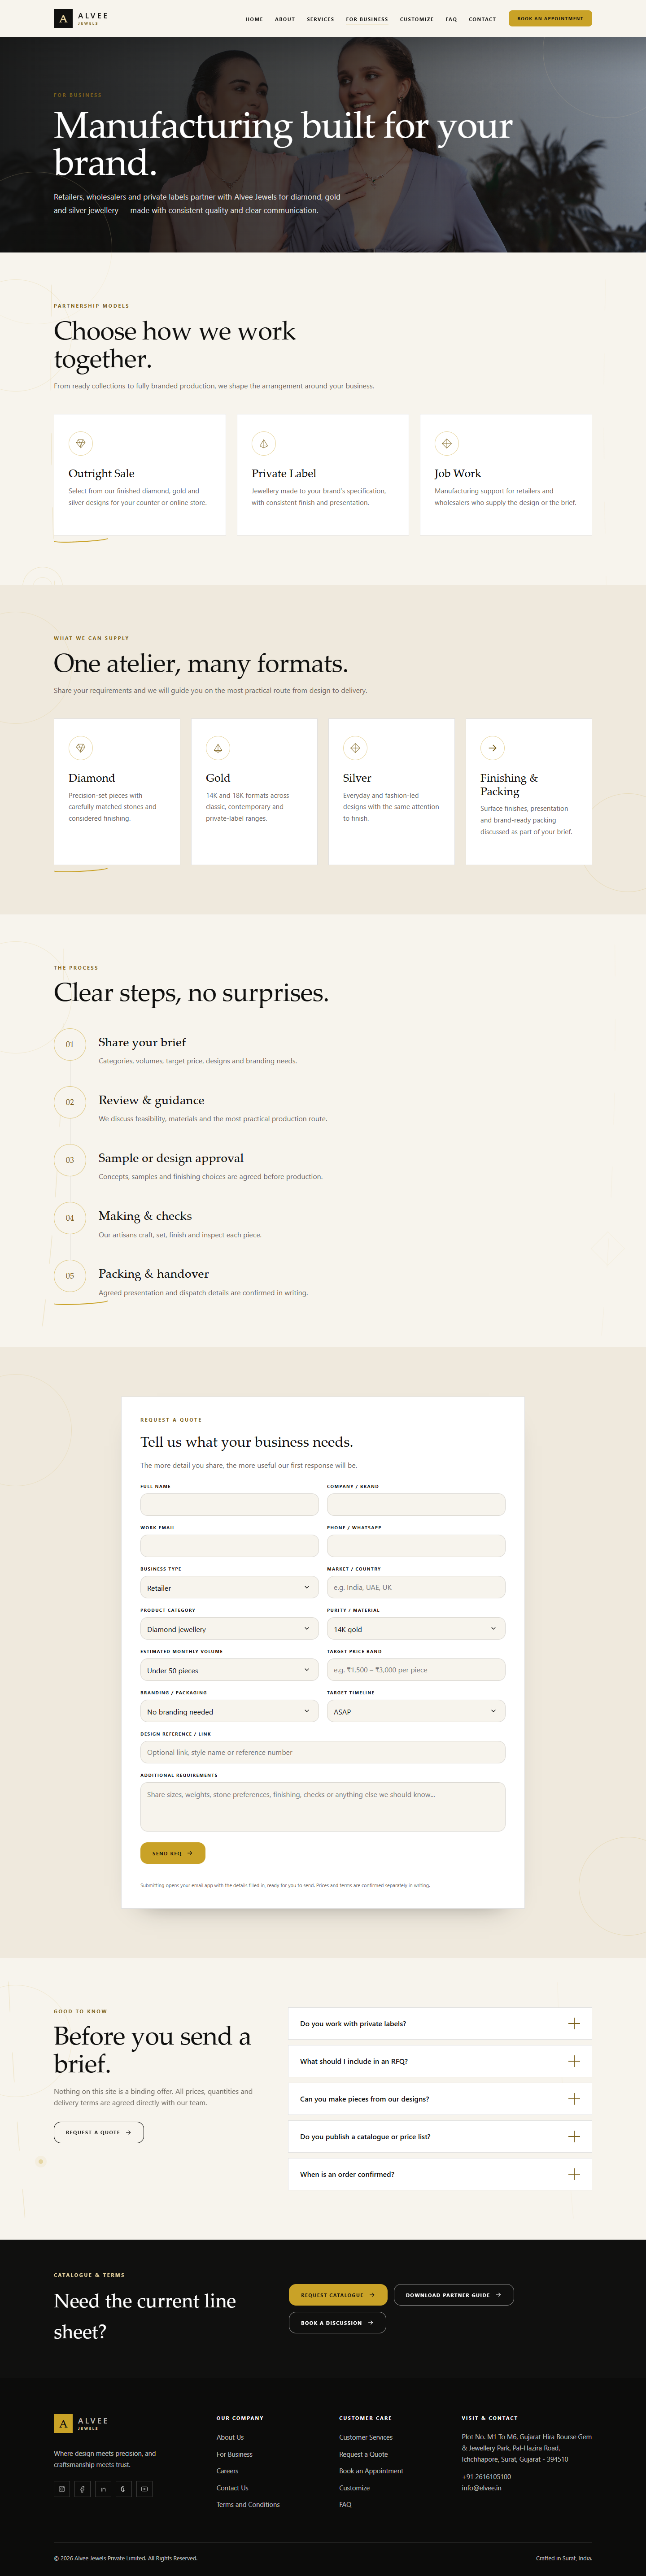 A ALVEE
JEWELS
HOME ABOUT SERVICES FOR BUSINESS CUSTOMIZE FAQ CONTACT BOOK AN APPOINTMENT
FOR BUSINESS
Manufacturing built for your
brand.
Retailers, wholesalers and private labels partner with Alvee Jewels for diamond, gold
and silver jewellery — made with consistent quality and clear communication.
PARTNERSHIP MODELS
Choose how we work
together.
From ready collections to fully branded production, we shape the arrangement around your business.
Outright Sale
Select from our finished diamond, gold and
silver designs for your counter or online store.
Private Label
Jewellery made to your brand's specification,
with consistent finish and presentation.
Job Work
Manufacturing support for retailers and
wholesalers who supply the design or the brief.
WHAT WE CAN SUPPLY
One atelier, many formats.
Share your requirements and we will guide you on the most practical route from design to delivery.
Diamond
Precision-set pieces with
carefully matched stones and
considered finishing.
Gold
14K and 18K formats across
classic, contemporary and
private-label ranges.
Silver
Everyday and fashion-led
designs with the same attention
to finish.
Finishing &
Packing
Surface finishes, presentation
and brand-ready packing
discussed as part of your brief.
THE PROCESS
Clear steps, no surprises.
01
Share your brief
Categories, volumes, target price, designs and branding needs.
02
Review & guidance
We discuss feasibility, materials and the most practical production route.
03
Sample or design approval
Concepts, samples and finishing choices are agreed before production.
04
Making & checks
Our artisans craft, set, finish and inspect each piece.
05
Packing & handover
Agreed presentation and dispatch details are confirmed in writing.
REQUEST A QUOTE
Tell us what your business needs.
The more detail you share, the more useful our first response will be.
FULL NAME
COMPANY / BRAND
WORK EMAIL
PHONE / WHATSAPP
BUSINESS TYPE
Retailer
MARKET / COUNTRY
e.g. India, UAE, UK
PRODUCT CATEGORY
Diamond jewellery
PURITY / MATERIAL
14K gold
ESTIMATED MONTHLY VOLUME
Under 50 pieces
TARGET PRICE BAND
e.g. ₹1,500 – ₹3,000 per piece
BRANDING / PACKAGING
No branding needed
TARGET TIMELINE
ASAP
DESIGN REFERENCE / LINK
Optional link, style name or reference number
ADDITIONAL REQUIREMENTS
Share sizes, weights, stone preferences, finishing, checks or anything else we should know...
SEND RFQ
Submitting opens your email app with the details filled in, ready for you to send. Prices and terms are confirmed separately in writing.
GOOD TO KNOW
Before you send a
brief.
Nothing on this site is a binding offer. All prices, quantities and
delivery terms are agreed directly with our team.
REQUEST A QUOTE
Do you work with private labels?
What should I include in an RFQ?
Can you make pieces from our designs?
Do you publish a catalogue or price list?
When is an order confirmed?
CATALOGUE & TERMS
Need the current line
sheet?
REQUEST CATALOGUE
DOWNLOAD PARTNER GUIDE
BOOK A DISCUSSION
A ALVEE
JEWELS
Where design meets precision, and
craftsmanship meets trust.
OUR COMPANY
About Us
For Business
Careers
Contact Us
Terms and Conditions
CUSTOMER CARE
Customer Services
Request a Quote
Book an Appointment
Customize
FAQ
VISIT & CONTACT
Plot No. M1 To M6, Gujarat Hira Bourse Gem
& Jewellery Park, Pal-Hazira Road,
Ichchhapore, Surat, Gujarat - 394510
+91 2616105100
info@elvee.in
© 2026 Alvee Jewels Private Limited. All Rights Reserved.
Crafted in Surat, India.